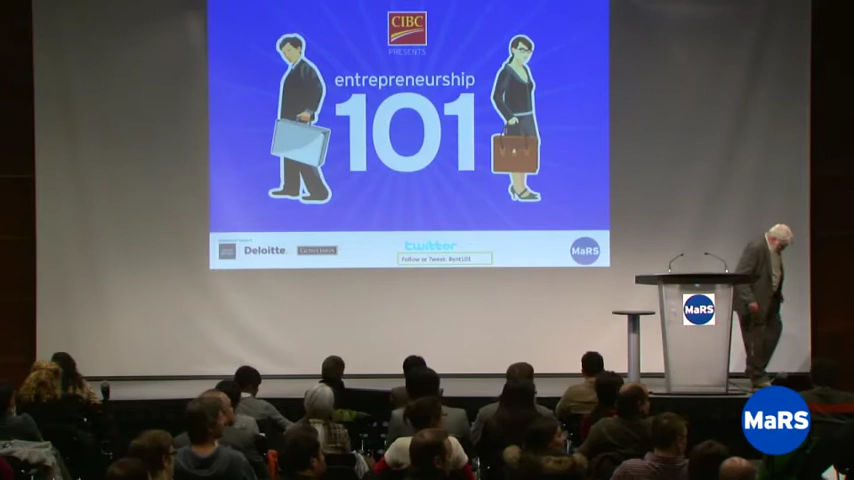 CIBC
PRESENTS
entrepreneurship
101
Deloitte.
twitter
Follow or Tweet: #ent101
MaRS
MaRS
MaRS